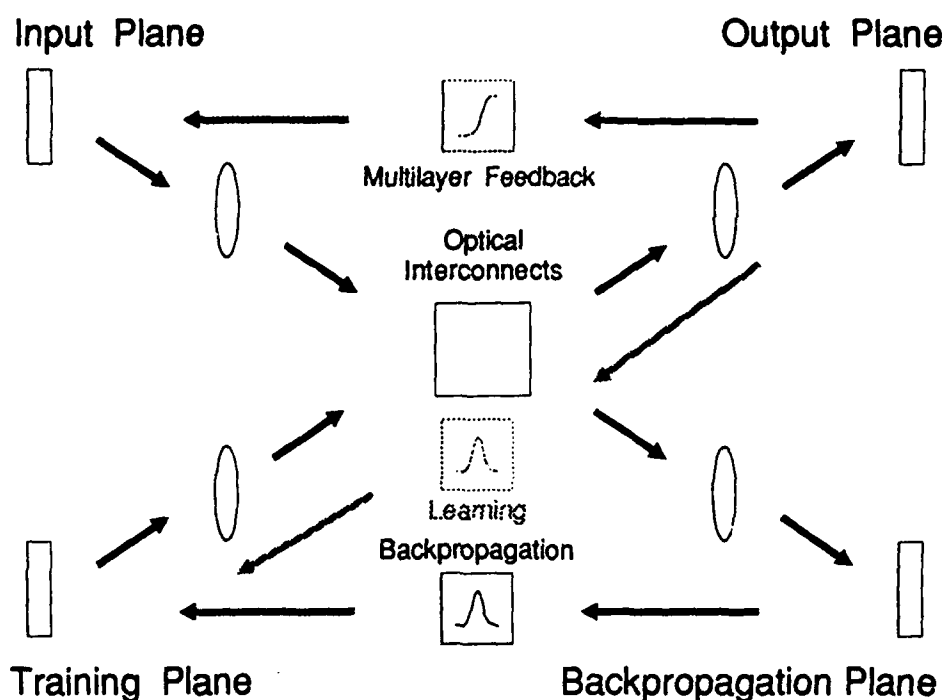 Input Plane
Output Plane
Multilayer Feedback
Optical
Interconnects
Learning
Backpropagation
Training Plane
Backpropagation Plane